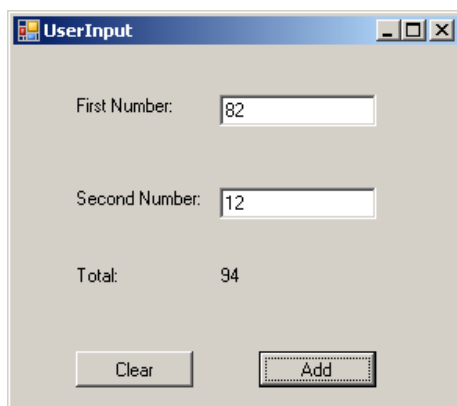 UserInput
First Number: 82
Second Number: 12
Total: 94
Clear Add